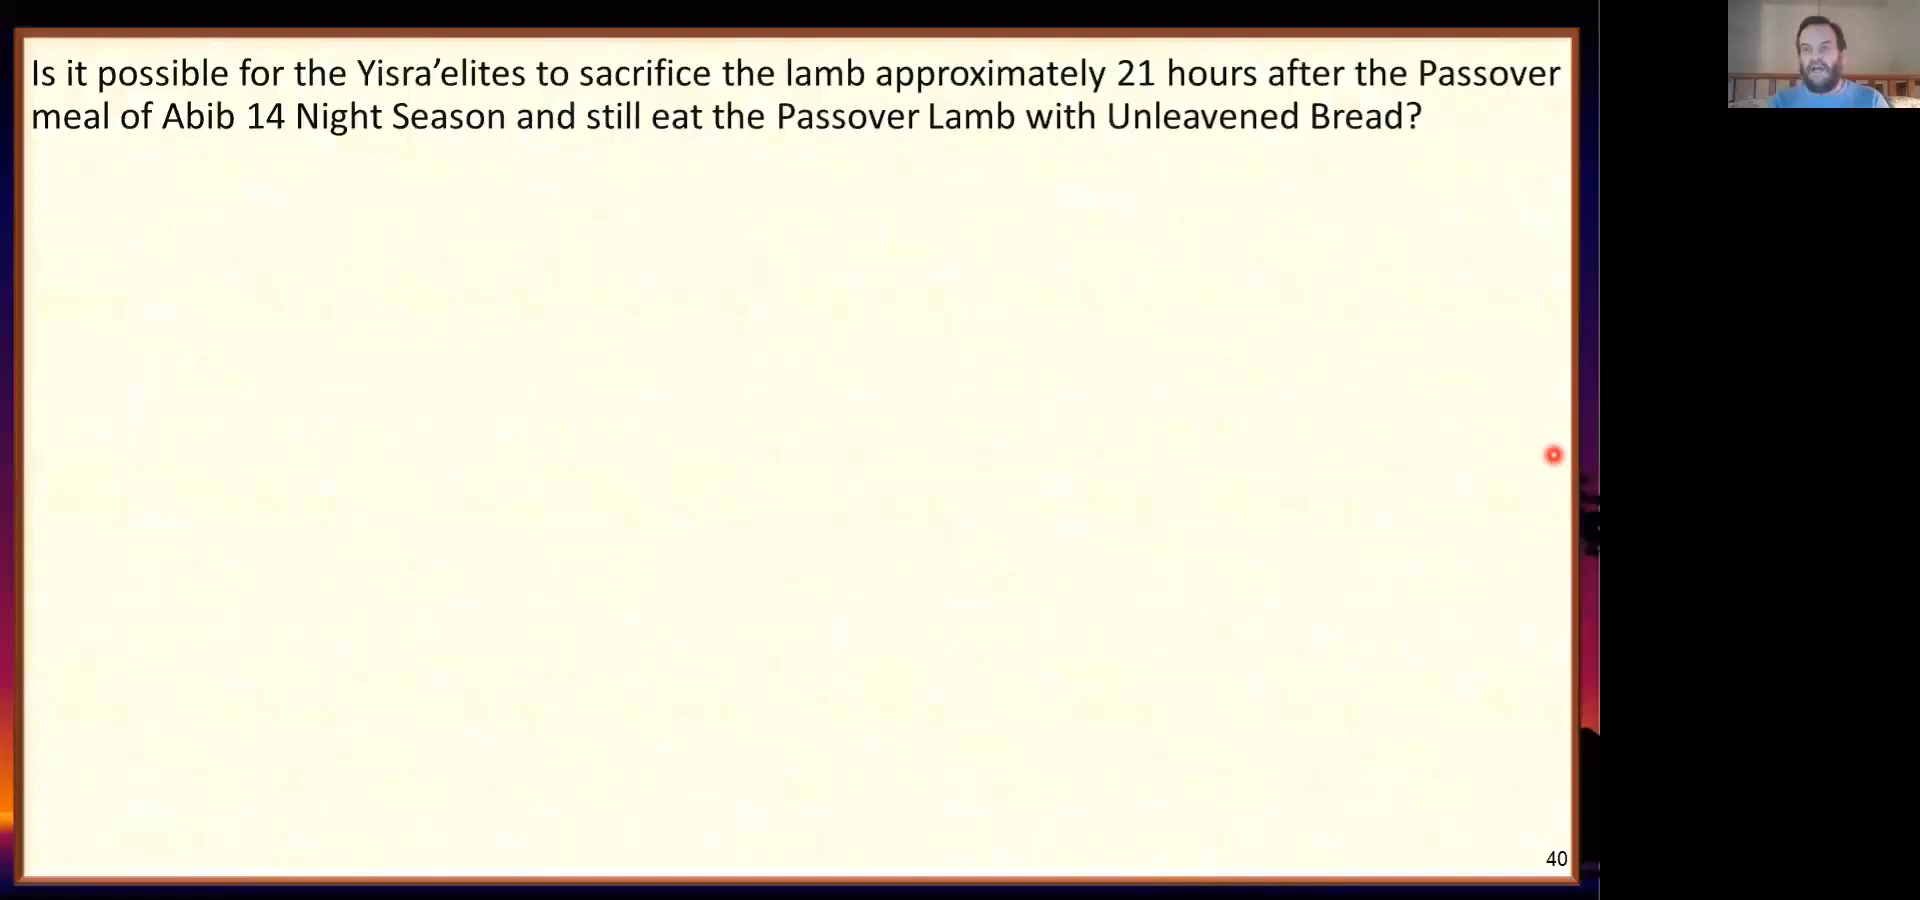 Is it possible for the Yisra’elites to sacrifice the lamb approximately 21 hours after the Passover
meal of Abib 14 Night Season and still eat the Passover Lamb with Unleavened Bread?
40